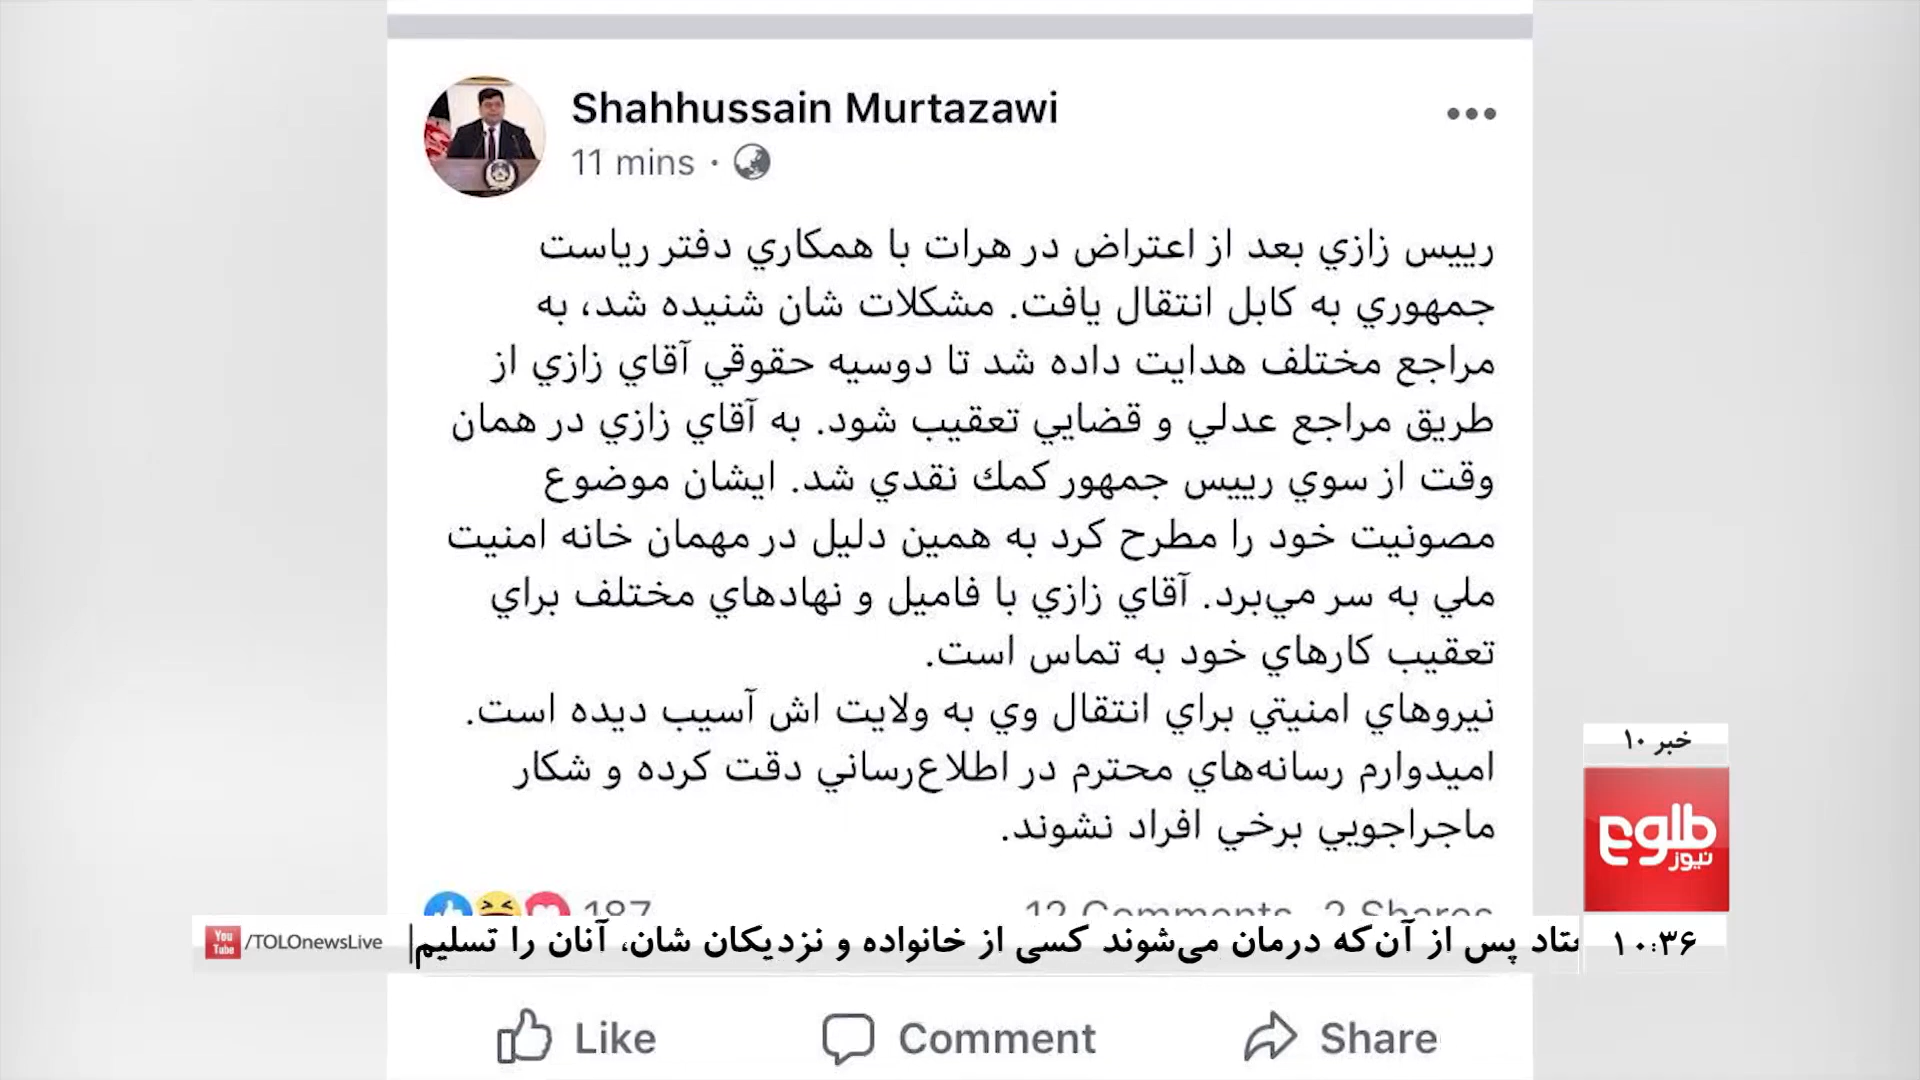 Shahhussain Murtazawi
11 mins ·
رييس زازي بعد از اعتراض در هرات با همكاري دفتر رياست
جمهوري به كابل انتقال يافت. مشكلات شان شنيده شد، به
مراجع مختلف هدايت داده شد تا دوسيه حقوقي آقاي زازي از
طريق مراجع عدلي و قضايي تعقيب شود. به آقاي زازي در همان
وقت از سوي رييس جمهور كمك نقدي شد. ايشان موضوع
مصونيت خود را مطرح كرد به همين دليل در مهمان خانه امنيت
ملي به سر مي‌برد. آقاي زازي با فاميل و نهادهاي مختلف براي
تعقيب كارهاي خود به تماس است.
نيروهاي امنيتي براي انتقال وي به ولايت اش آسيب ديده است.
اميدوارم رسانه‌هاي محترم در اطلاع‌رساني دقت كرده و شكار
ماجراجويي برخي افراد نشوند.
خبر ۱۰
طلوع
نیوز
187 12 Comments 2 Shares
You Tube /TOLOnewsLive
عتاد پس از آن‌که درمان می‌شوند کسی از خانواده و نزدیکان شان، آنان را تسلیم
۱۰:۳۶
Like Comment Share